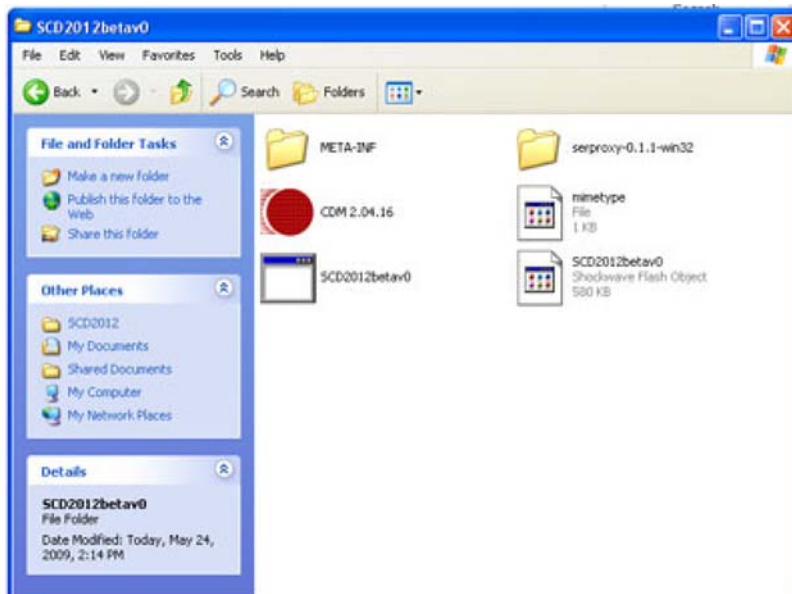 Search
SCD2012betav0
File Edit View Favorites Tools Help
Back Search Folders
File and Folder Tasks
Make a new folder
Publish this folder to the
Web
Share this folder
Other Places
SCD2012
My Documents
Shared Documents
My Computer
My Network Places
Details
SCD2012betav0
File Folder
Date Modified: Today, May 24,
2009, 2:14 PM
META-INF
serproxy-0.1.1-win32
CDM 2.04.16
mimetype
File
1 KB
SCD2012betav0
SCD2012betav0
Shockwave Flash Object
580 KB